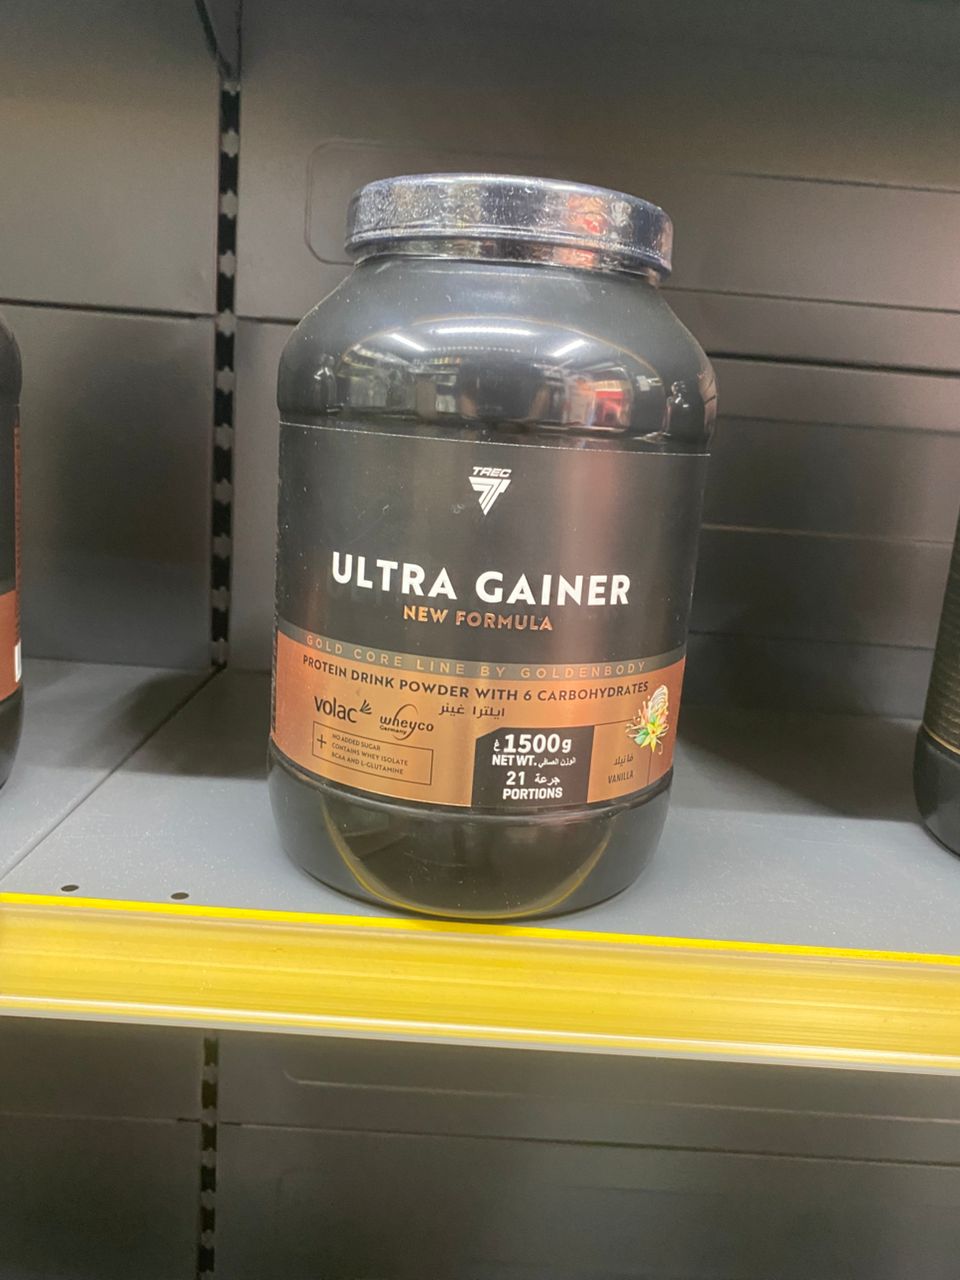 TREC
ULTRA GAINER
NEW FORMULA
GOLD CORE LINE BY GOLDENBODY
PROTEIN DRINK POWDER WITH 6 CARBOHYDRATES
ايلترا غينر
volac
wheyco
Germany
+ NO ADDED SUGAR
CONTAINS WHEY ISOLATE
BCAA AND L-GLUTAMINE
1500g غ
NET WT. الوزن الصافي
21 جرعة
PORTIONS
فانيلا
VANILLA